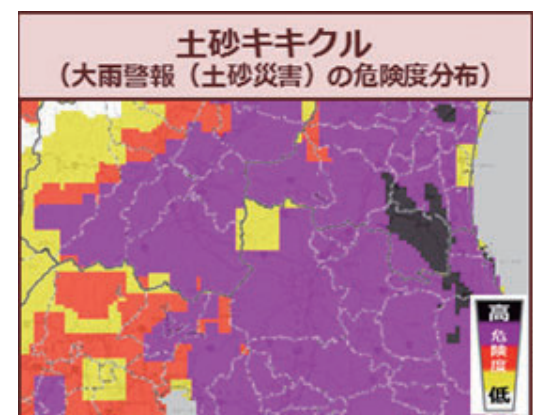 土砂キキクル
（大雨警報（土砂災害）の危険度分布）
高
危険度
低